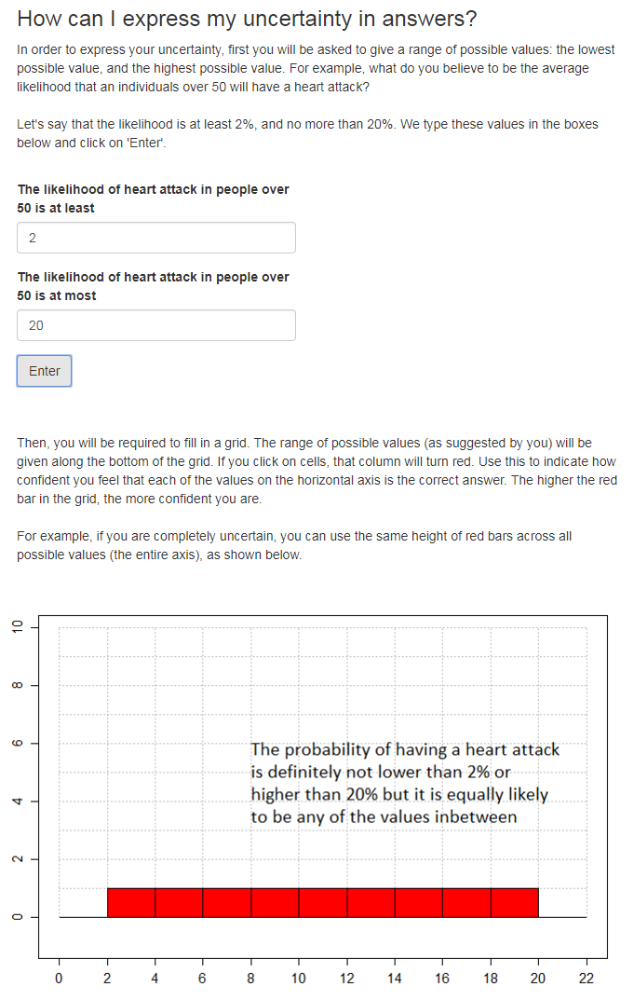 How can I express my uncertainty in answers?
In order to express your uncertainty, first you will be asked to give a range of possible values: the lowest
possible value, and the highest possible value. For example, what do you believe to be the average
likelihood that an individuals over 50 will have a heart attack?
Let's say that the likelihood is at least 2%, and no more than 20%. We type these values in the boxes
below and click on 'Enter'.
The likelihood of heart attack in people over
50 is at least
2
The likelihood of heart attack in people over
50 is at most
20
Enter
Then, you will be required to fill in a grid. The range of possible values (as suggested by you) will be
given along the bottom of the grid. If you click on cells, that column will turn red. Use this to indicate how
confident you feel that each of the values on the horizontal axis is the correct answer. The higher the red
bar in the grid, the more confident you are.
For example, if you are completely uncertain, you can use the same height of red bars across all
possible values (the entire axis), as shown below.
10
8
6
4
2
0
The probability of having a heart attack
is definitely not lower than 2% or
higher than 20% but it is equally likely
to be any of the values inbetween
0 2 4 6 8 10 12 14 16 18 20 22